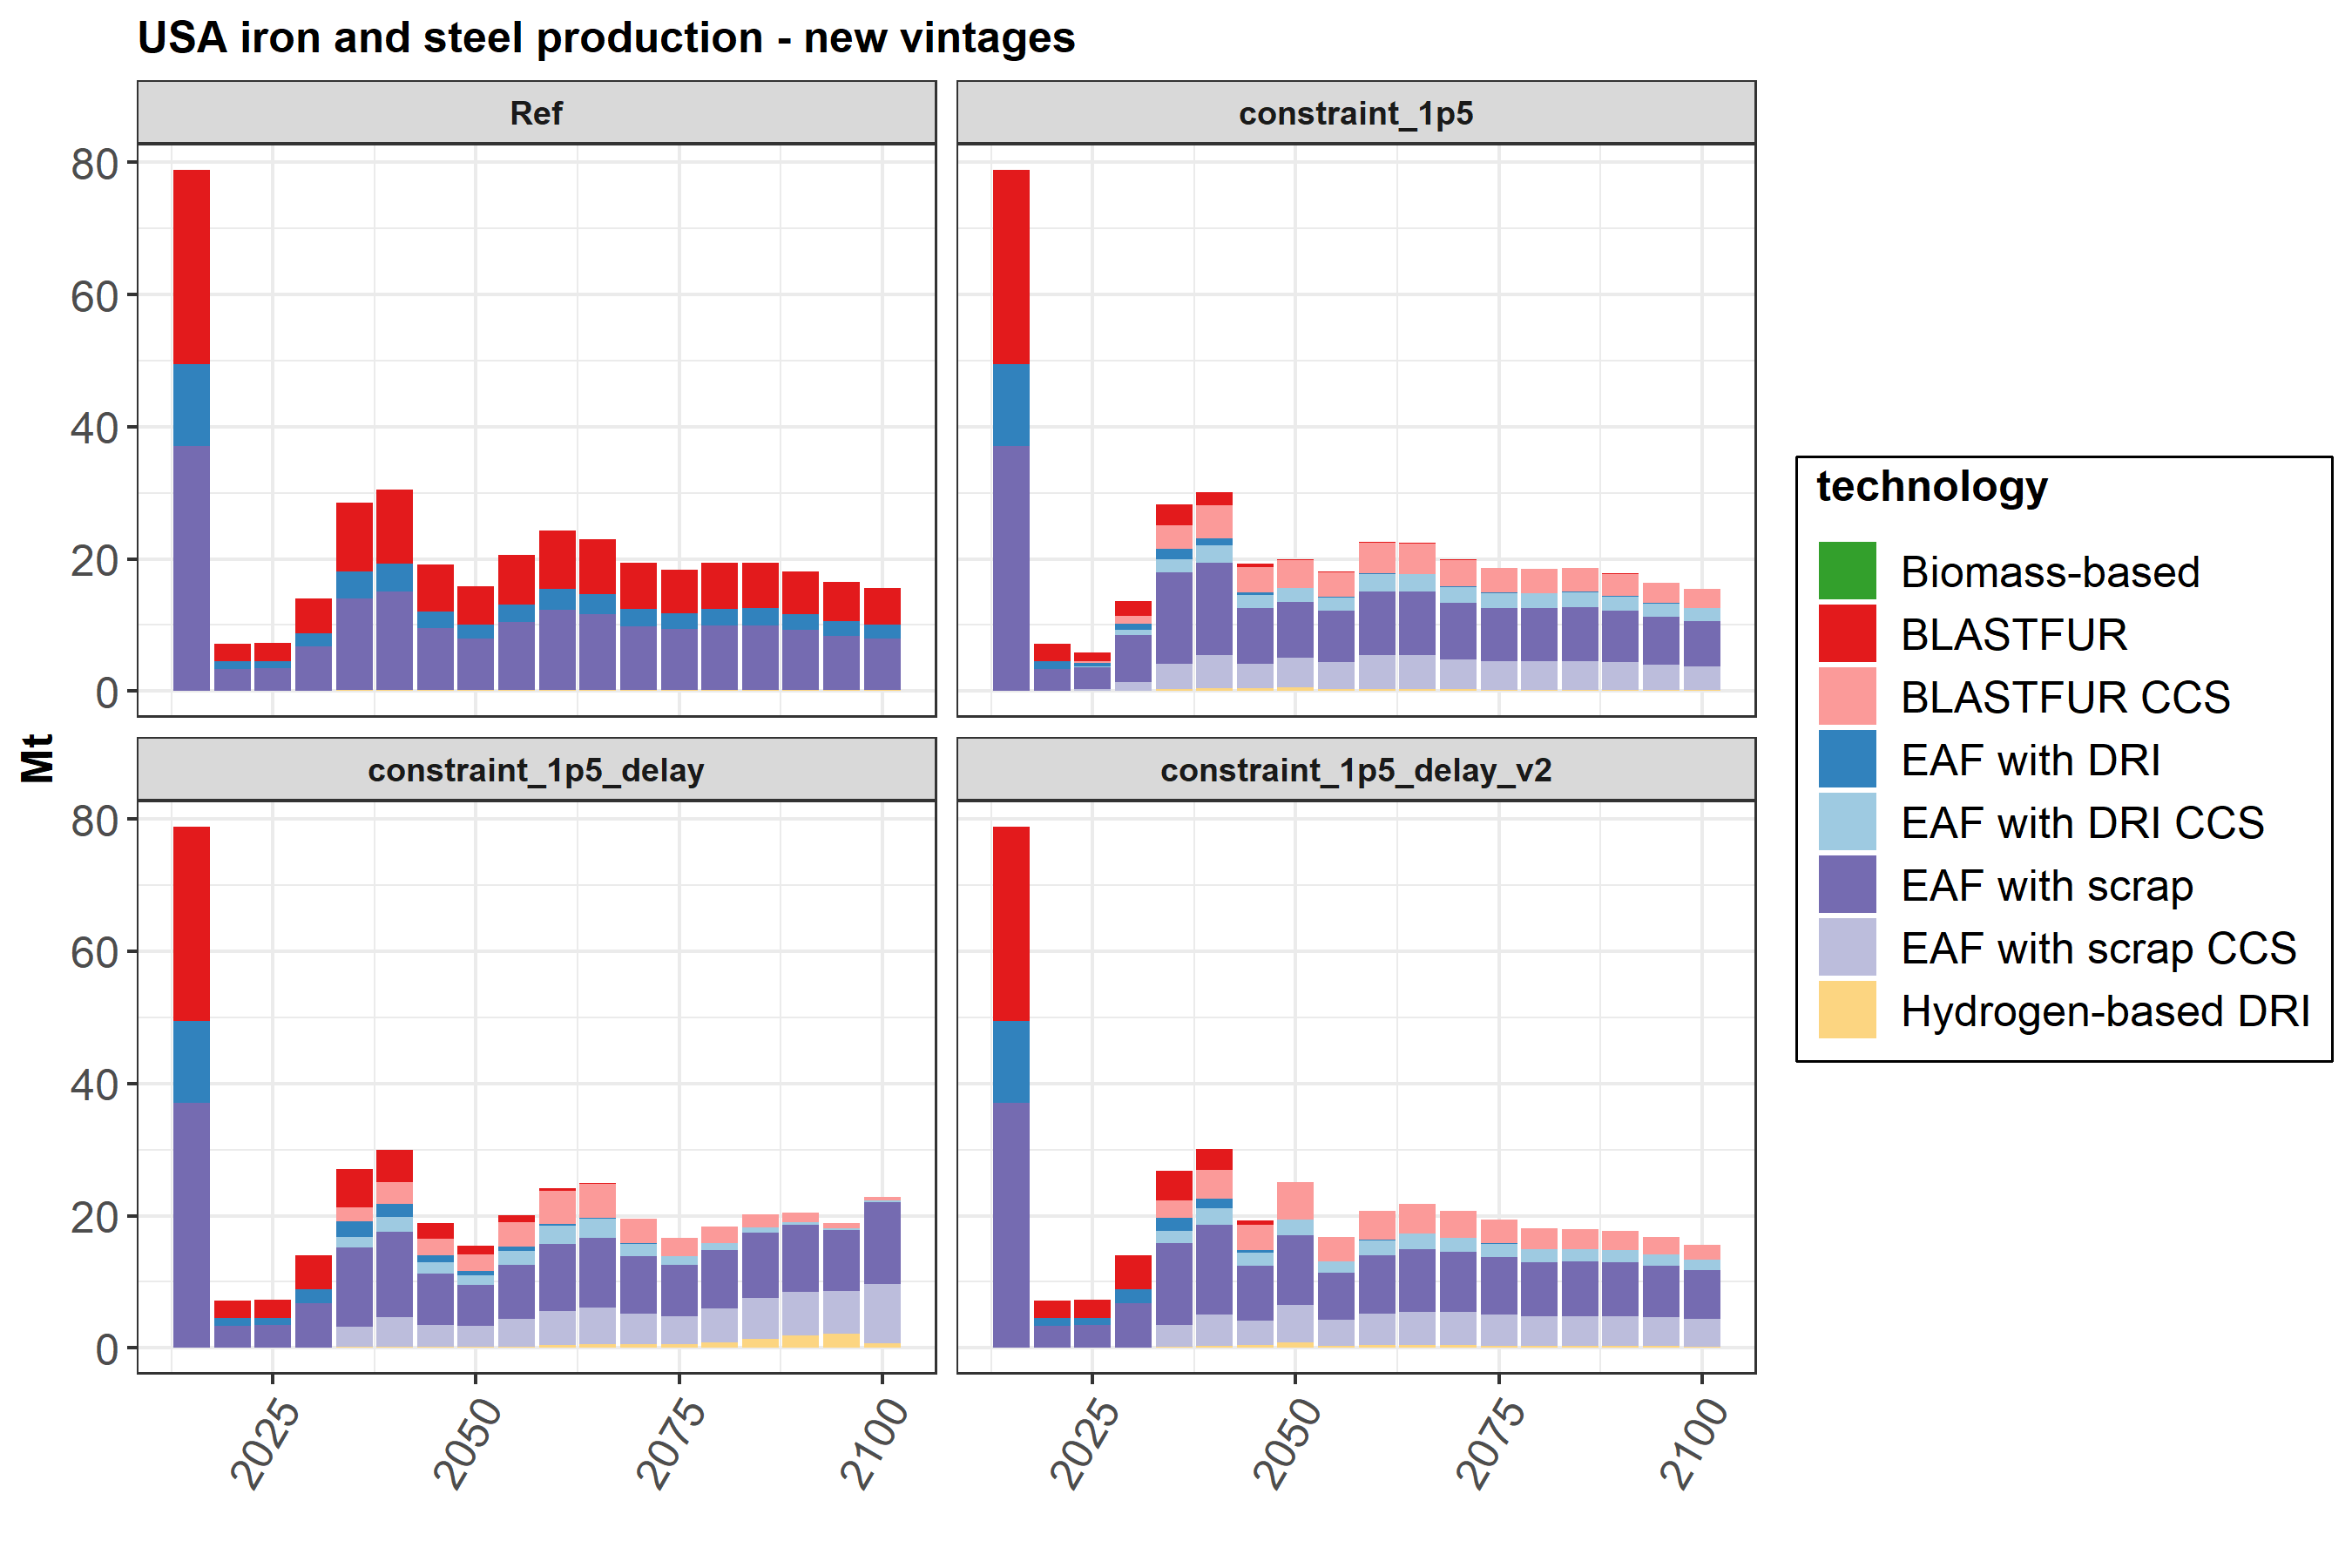 USA iron and steel production - new vintages
Ref
constraint_1p5
80
60
40
20
0
constraint_1p5_delay
constraint_1p5_delay_v2
80
60
40
20
0
Mt
2025
2050
2075
2100
2025
2050
2075
2100
technology
Biomass-based
BLASTFUR
BLASTFUR CCS
EAF with DRI
EAF with DRI CCS
EAF with scrap
EAF with scrap CCS
Hydrogen-based DRI